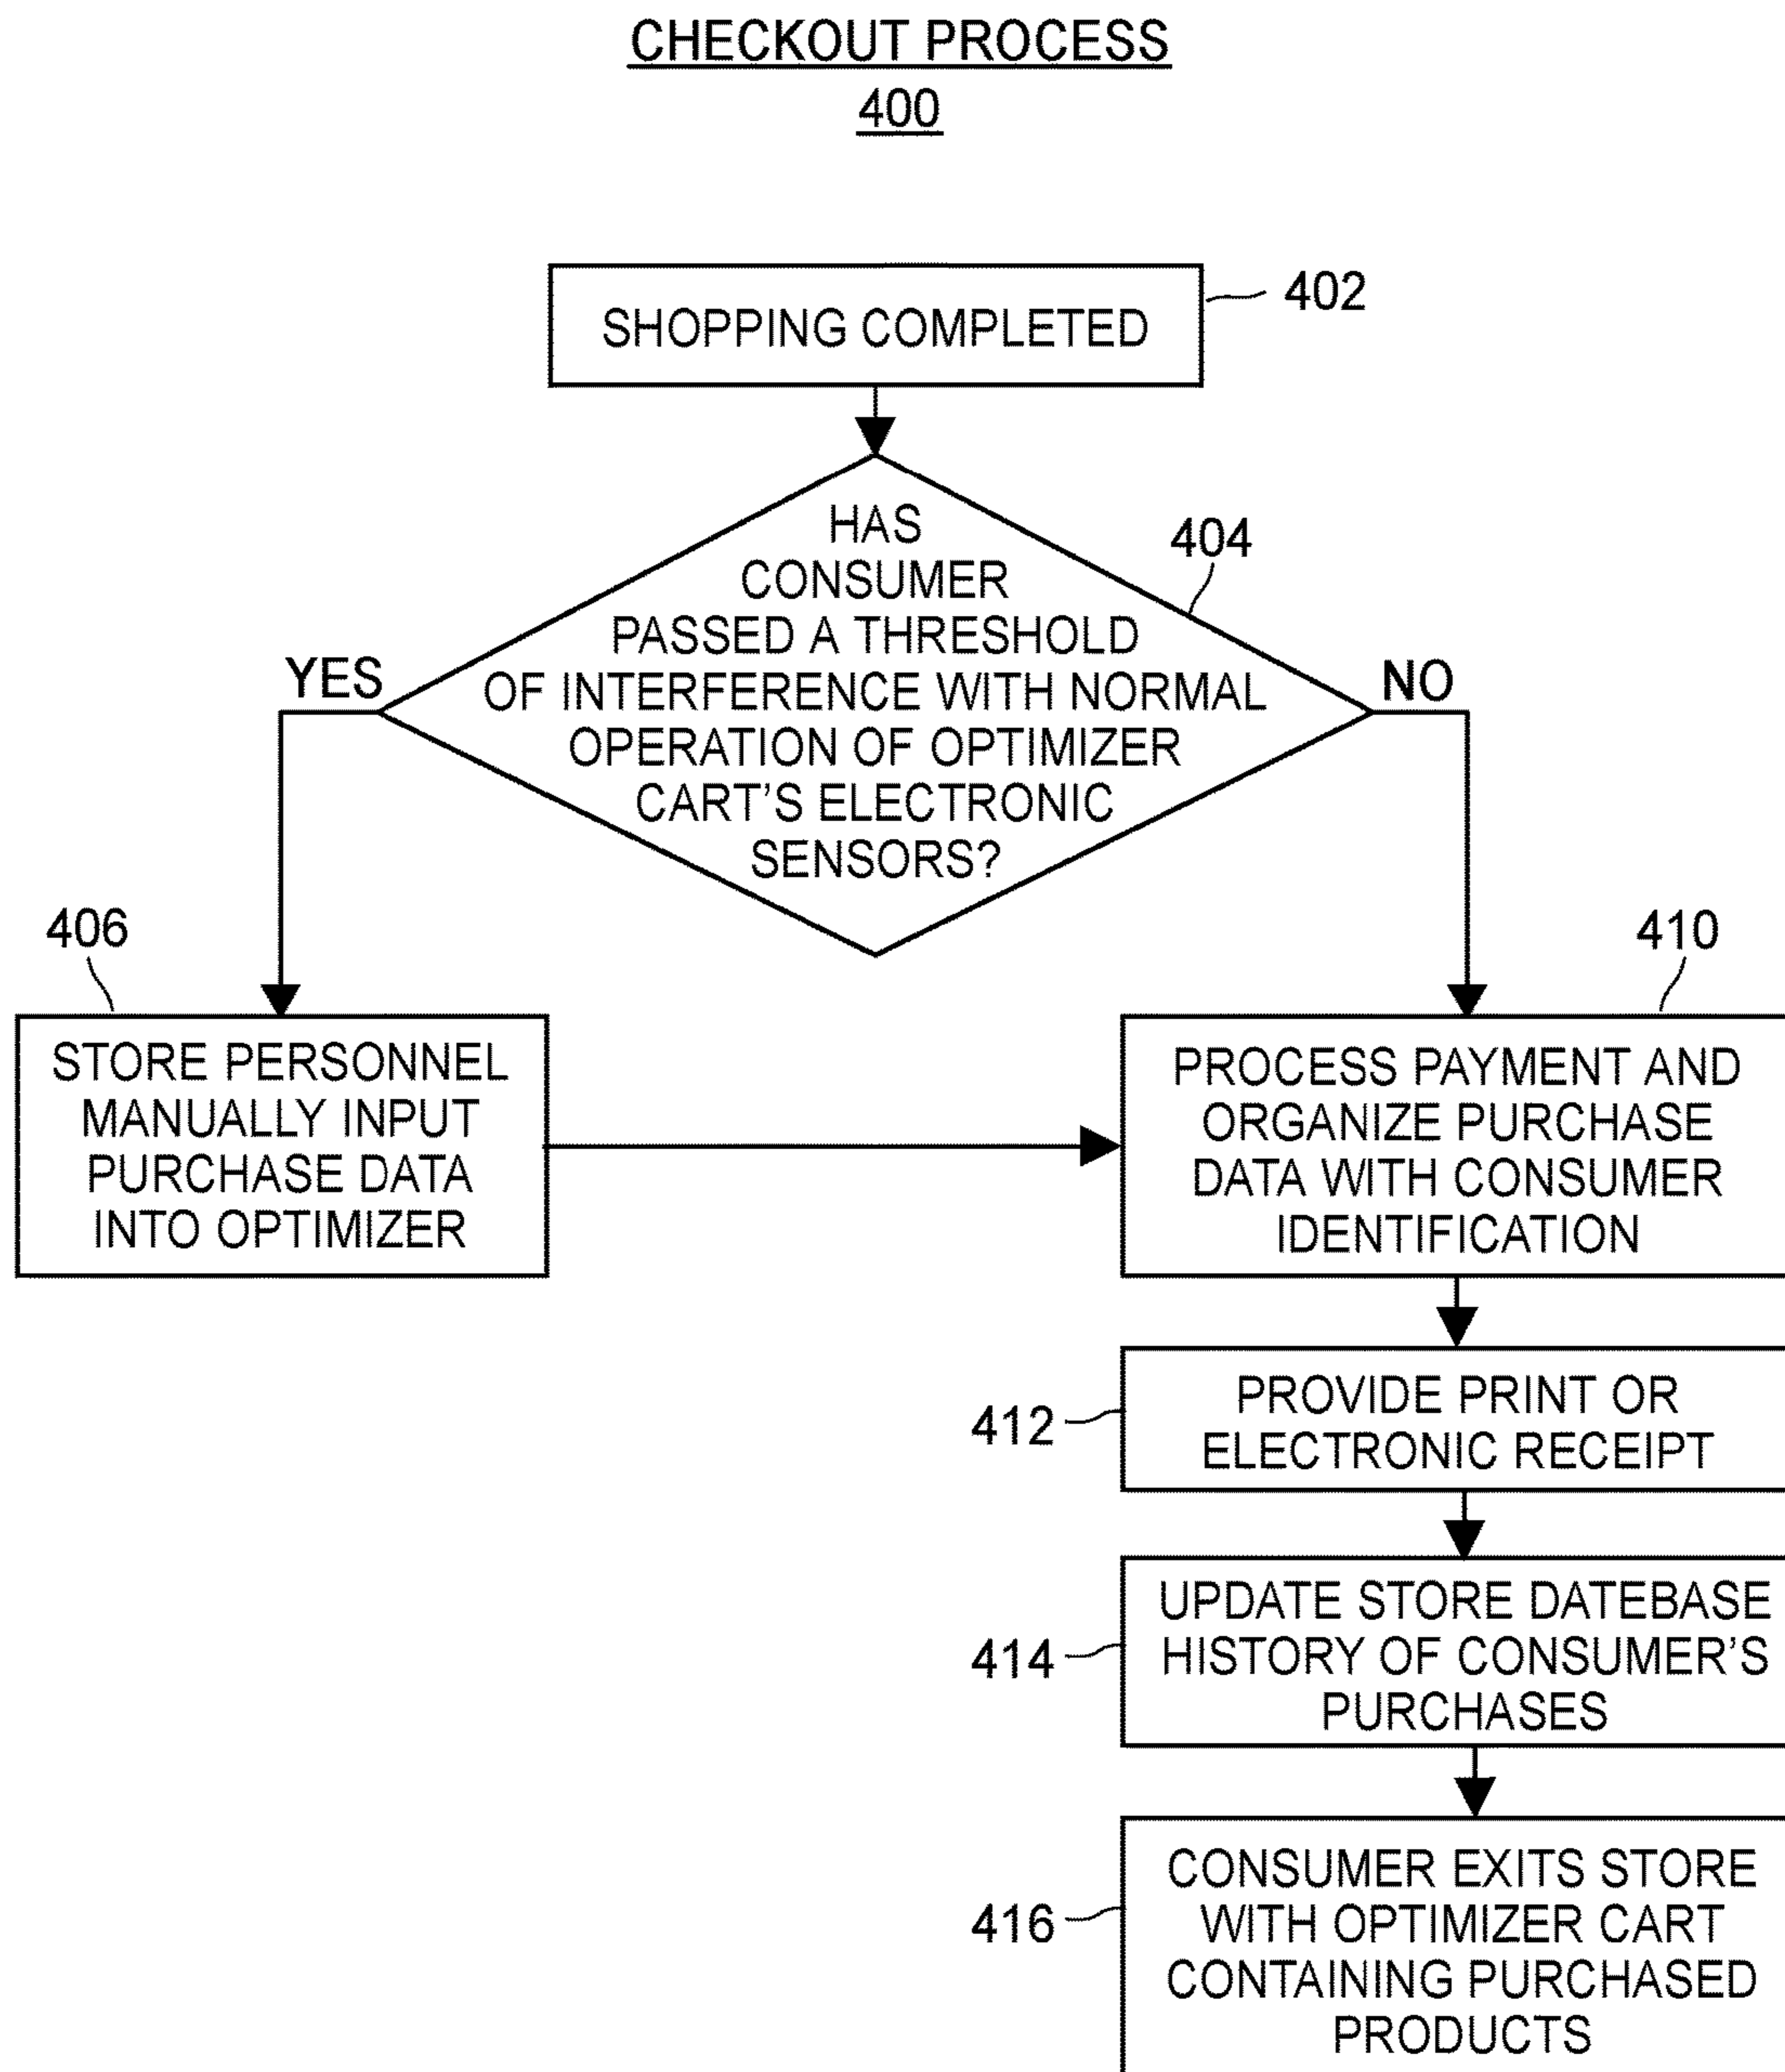 CHECKOUT PROCESS
400
SHOPPING COMPLETED
402
HAS
CONSUMER
PASSED A THRESHOLD
OF INTERFERENCE WITH NORMAL
OPERATION OF OPTIMIZER
CART'S ELECTRONIC
SENSORS?
404
YES
NO
406
STORE PERSONNEL
MANUALLY INPUT
PURCHASE DATA
INTO OPTIMIZER
410
PROCESS PAYMENT AND
ORGANIZE PURCHASE
DATA WITH CONSUMER
IDENTIFICATION
412
PROVIDE PRINT OR
ELECTRONIC RECEIPT
414
UPDATE STORE DATEBASE
HISTORY OF CONSUMER'S
PURCHASES
416
CONSUMER EXITS STORE
WITH OPTIMIZER CART
CONTAINING PURCHASED
PRODUCTS